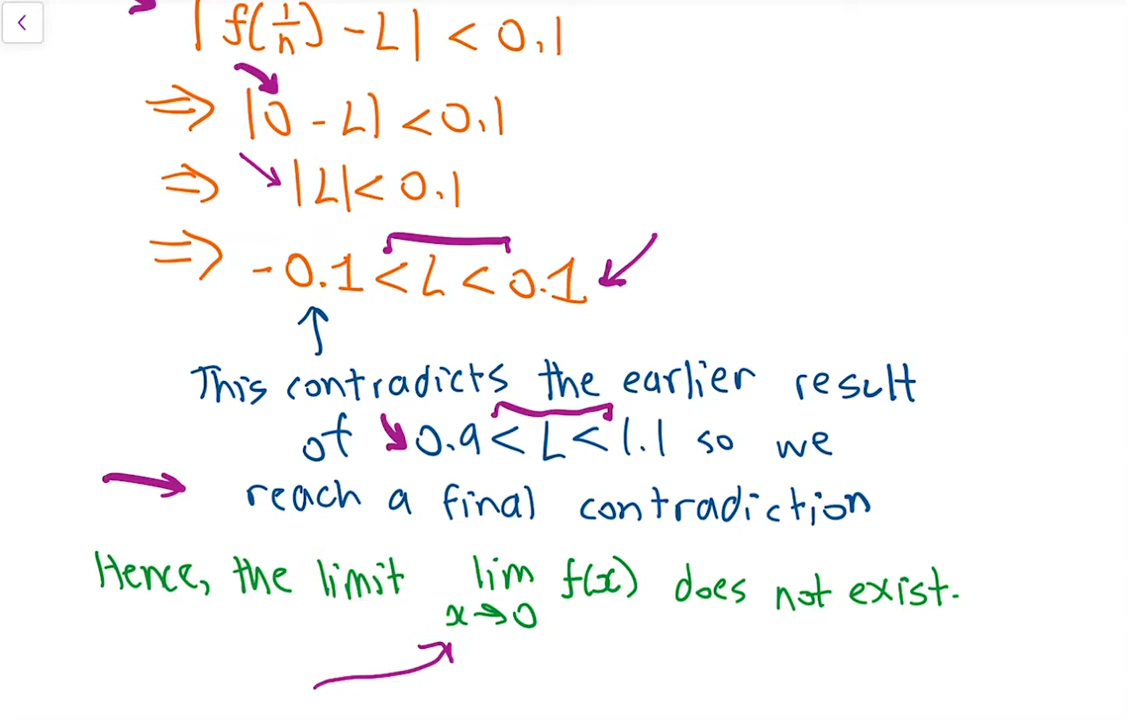 |f(1/n) - L| < 0.1
⇒ |0 - L| < 0.1
⇒ |L| < 0.1
⇒ -0.1 < L < 0.1
This contradicts the earlier result
of 0.9 < L < 1.1 so we
reach a final contradiction
Hence, the limit lim f(x) does not exist.
x→0